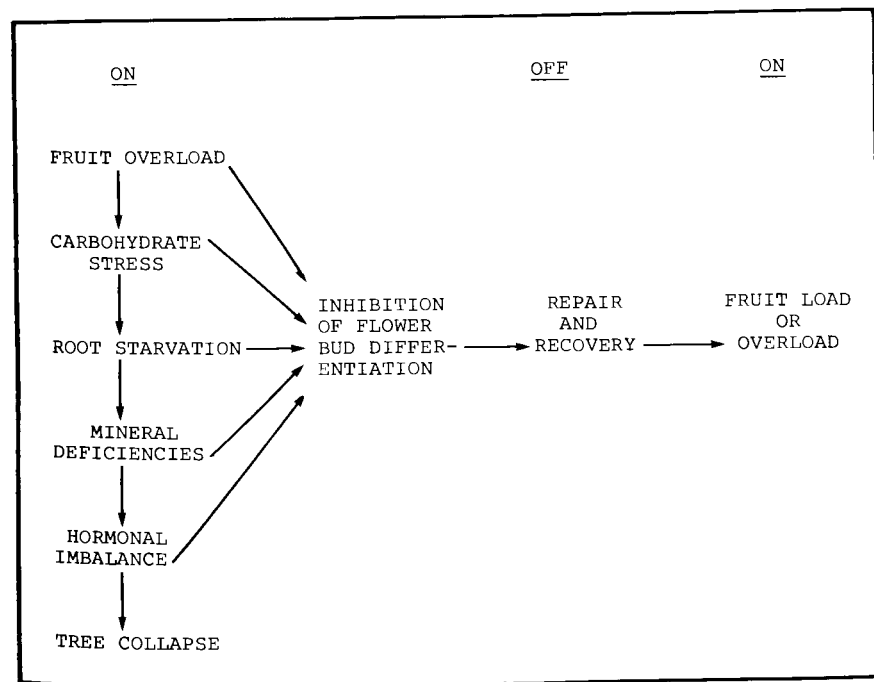 ON
OFF
ON
FRUIT OVERLOAD
CARBOHYDRATE
STRESS
ROOT STARVATION
MINERAL
DEFICIENCIES
HORMONAL
IMBALANCE
TREE COLLAPSE
INHIBITION
OF FLOWER
BUD DIFFER-
ENTIATION
REPAIR
AND
RECOVERY
FRUIT LOAD
OR
OVERLOAD